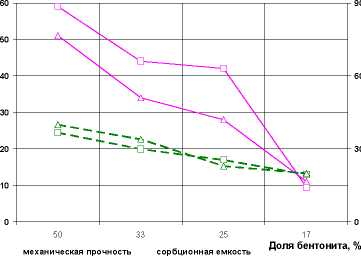 60 90
50
40 60
30
20 30
10
0 0
50 33 25 17
Доля бентонита, %
механическая прочность сорбционная емкость